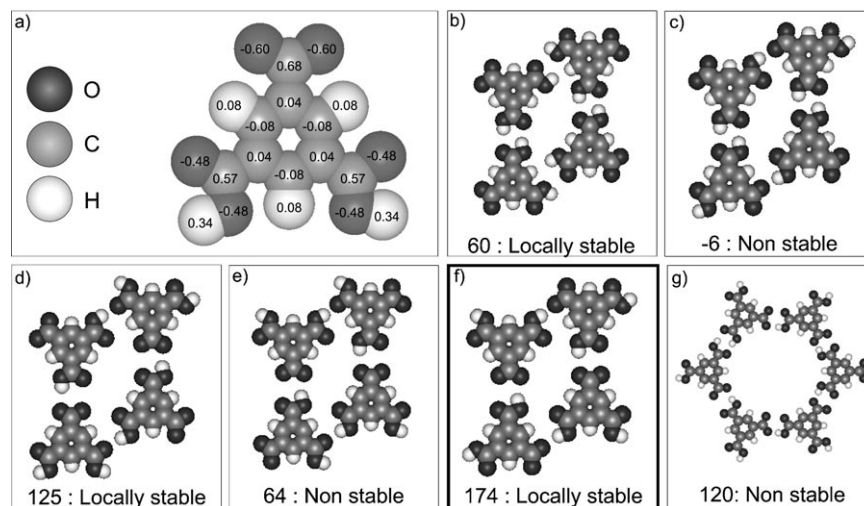 a)
-0.60 -0.60
0.68
0.08 0.04 0.08
-0.08 -0.08
-0.48 0.04 0.04 -0.48
0.57 -0.08 0.57
-0.48 -0.48
0.34 0.08 0.34
O
C
H
b)
60 : Locally stable
c)
-6 : Non stable
d)
125 : Locally stable
e)
64 : Non stable
f)
174 : Locally stable
g)
120: Non stable